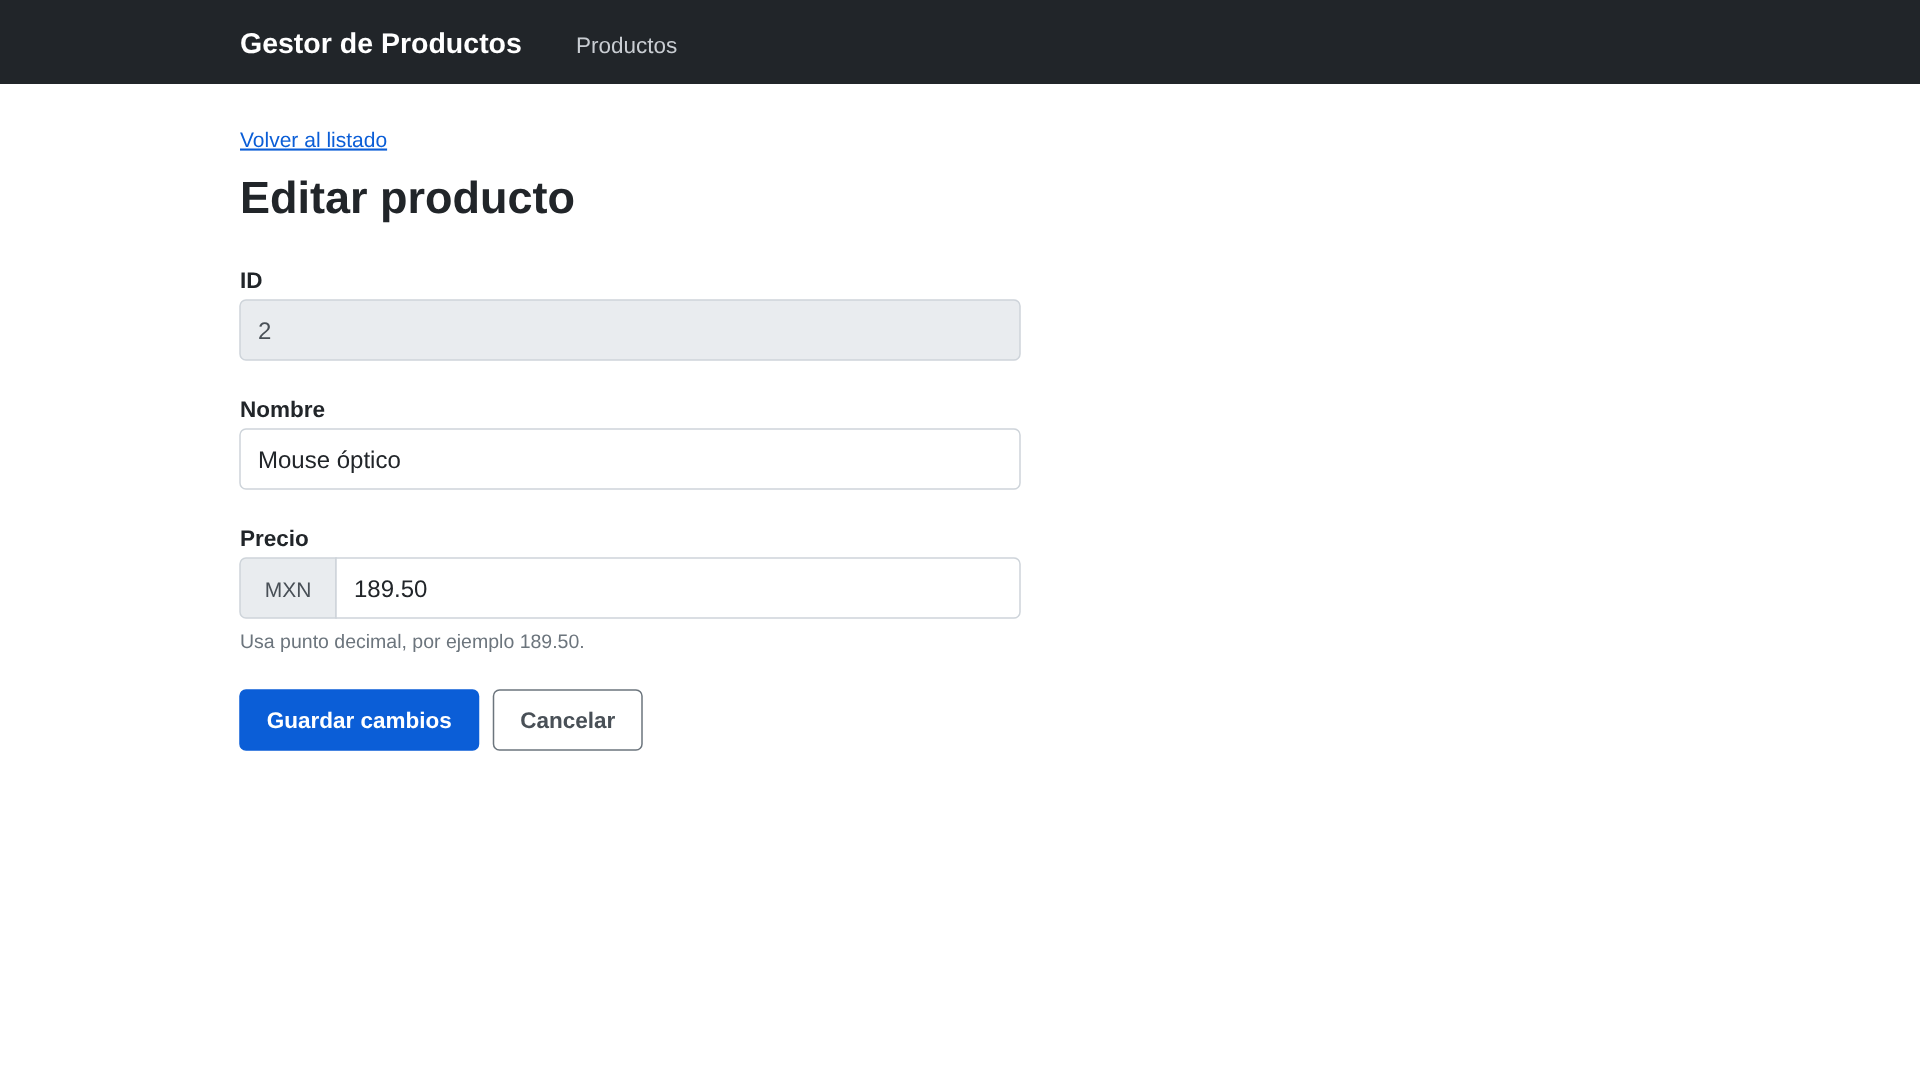 Gestor de Productos Productos
Volver al listado
Editar producto
ID
2
Nombre
Mouse óptico
Precio
MXN 189.50
Usa punto decimal, por ejemplo 189.50.
Guardar cambios Cancelar